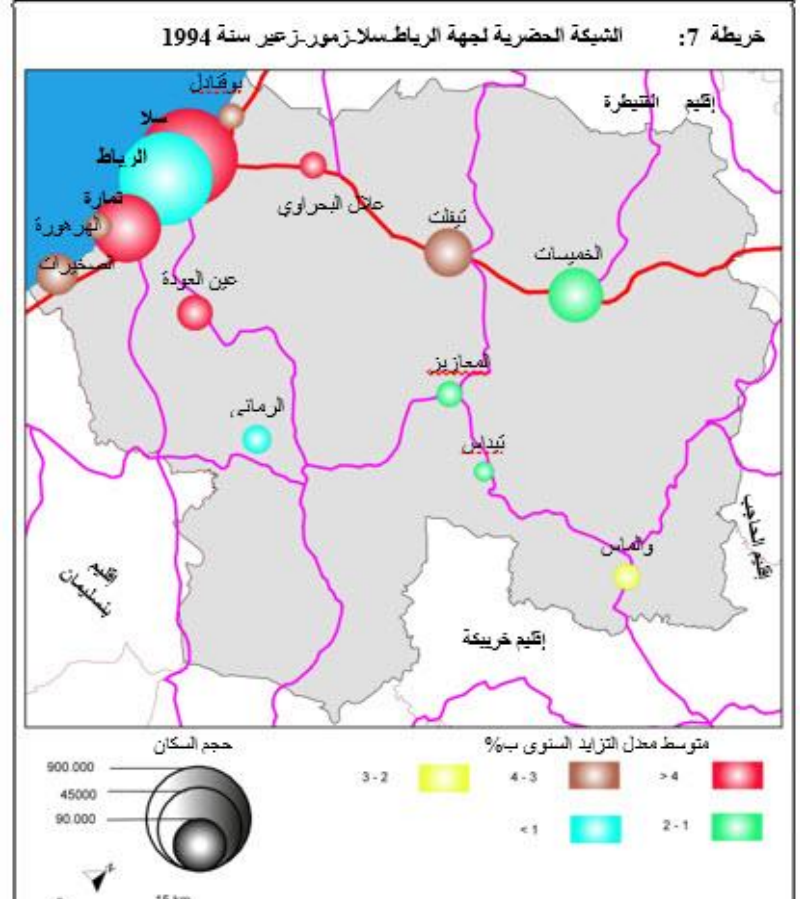 خريطة 7: الشبكة الحضرية لجهة الرباط.سلا.زمور.زعير سنة 1994
بوقنادل
إقليم القنيطرة
سلا
الرباط
علال البحراوي
تمارة
تيفلت
الهرهورة
الخميسات
الصخيرات
عين العودة
المعازيز
الرماني
تيداس
إقليم الحاجب
والماس
إقليم
بنسليمان
إقليم خريبكة
حجم السكان
متوسط معدل التزايد السنوي ب%
900.000
45000
90.000
>4
4 - 3
3 - 2
2 - 1
<1
15 km